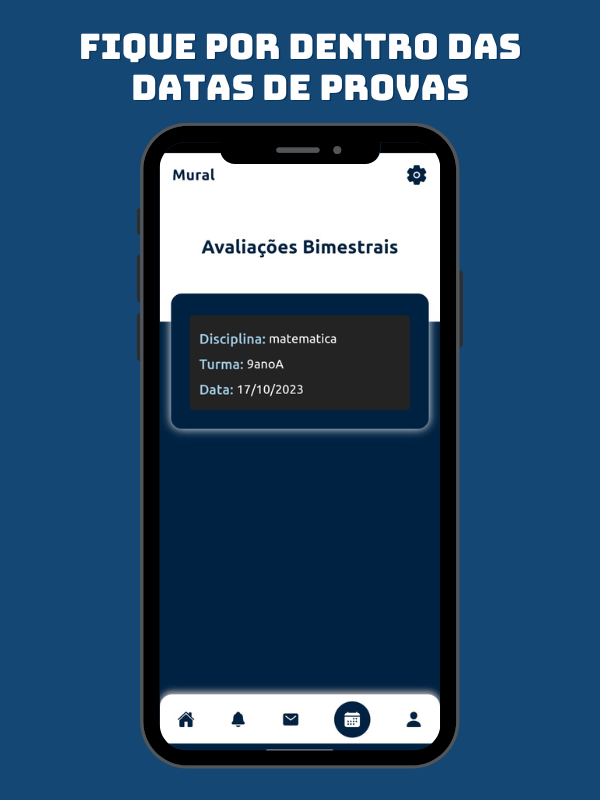 FIQUE POR DENTRO DAS
DATAS DE PROVAS
Mural
Avaliações Bimestrais
Disciplina: matematica
Turma: 9anoA
Data: 17/10/2023